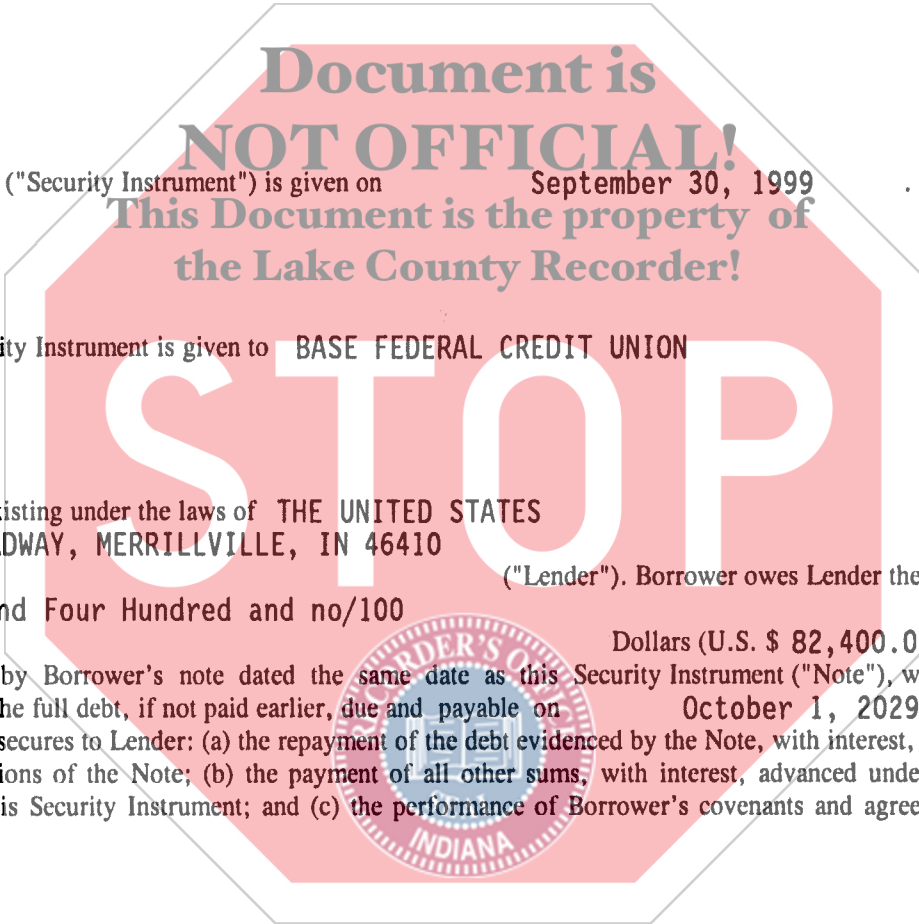 Document is
NOT OFFICIAL!
("Security Instrument") is given on September 30, 1999 .
This Document is the property of
the Lake County Recorder!
ity Instrument is given to BASE FEDERAL CREDIT UNION
STOP
isting under the laws of THE UNITED STATES
DWAY, MERRILLVILLE, IN 46410
("Lender"). Borrower owes Lender the
nd Four Hundred and no/100
Dollars (U.S. $ 82,400.0
by Borrower's note dated the same date as this Security Instrument ("Note"), w
he full debt, if not paid earlier, due and payable on October 1, 2029
secures to Lender: (a) the repayment of the debt evidenced by the Note, with interest,
ions of the Note; (b) the payment of all other sums, with interest, advanced unde
is Security Instrument; and (c) the performance of Borrower's covenants and agree
RECORDER'S OFFICE
INDIANA